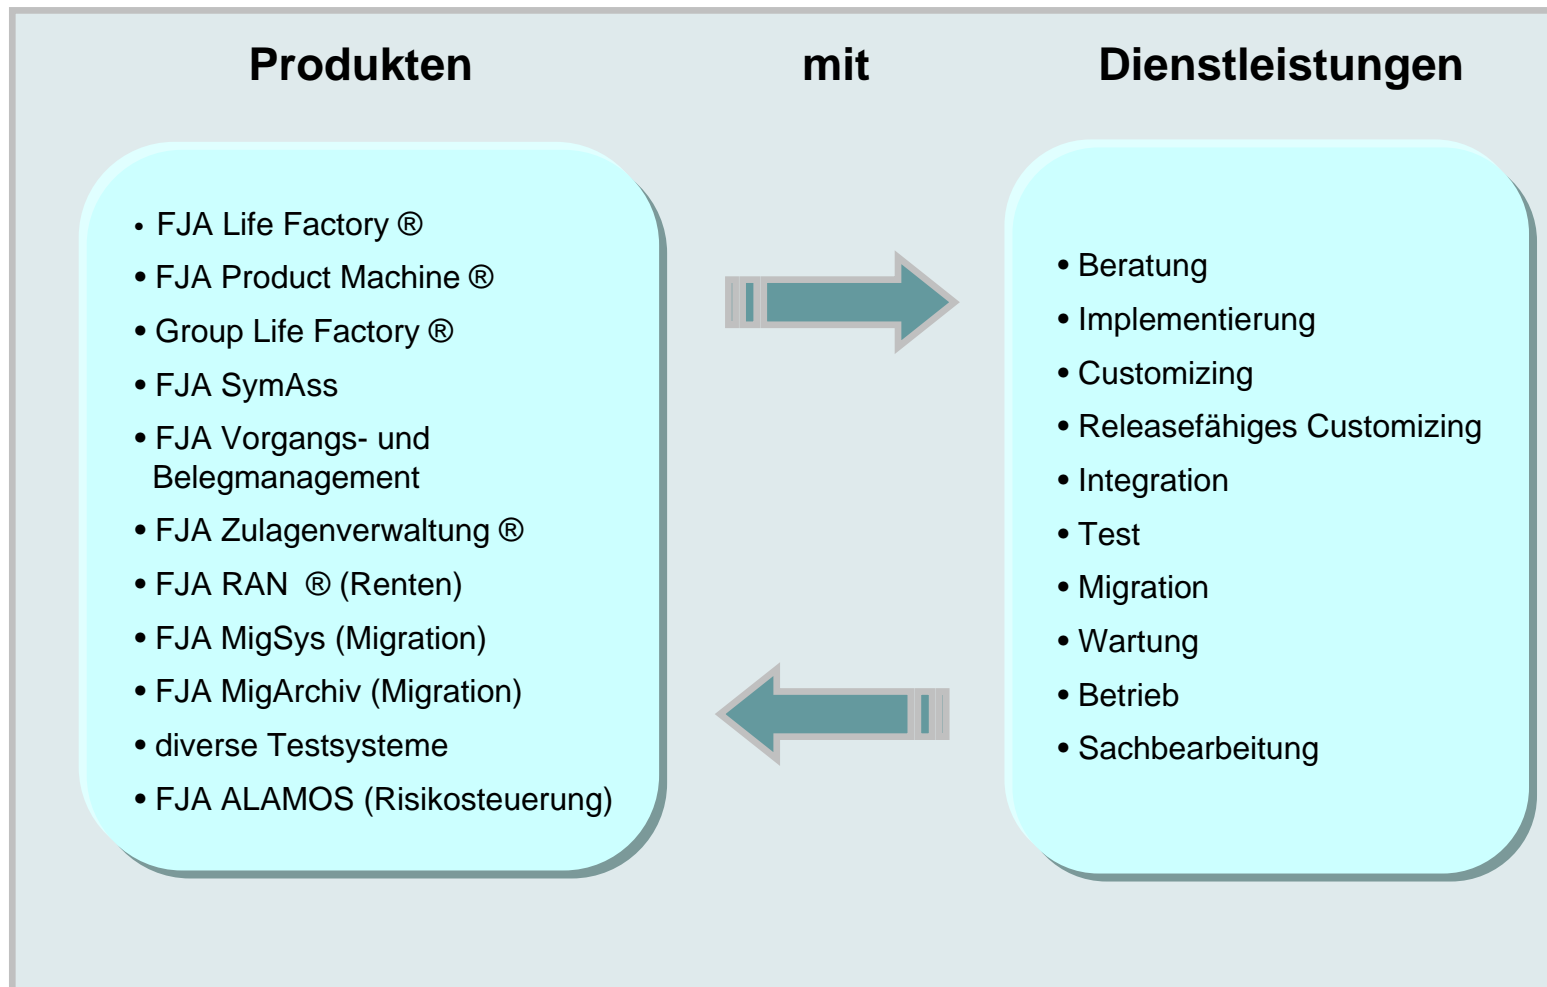 Produkten mit Dienstleistungen
• FJA Life Factory ®
• FJA Product Machine ®
• Group Life Factory ®
• FJA SymAss
• FJA Vorgangs- und
Belegmanagement
• FJA Zulagenverwaltung ®
• FJA RAN ® (Renten)
• FJA MigSys (Migration)
• FJA MigArchiv (Migration)
• diverse Testsysteme
• FJA ALAMOS (Risikosteuerung)
• Beratung
• Implementierung
• Customizing
• Releasefähiges Customizing
• Integration
• Test
• Migration
• Wartung
• Betrieb
• Sachbearbeitung